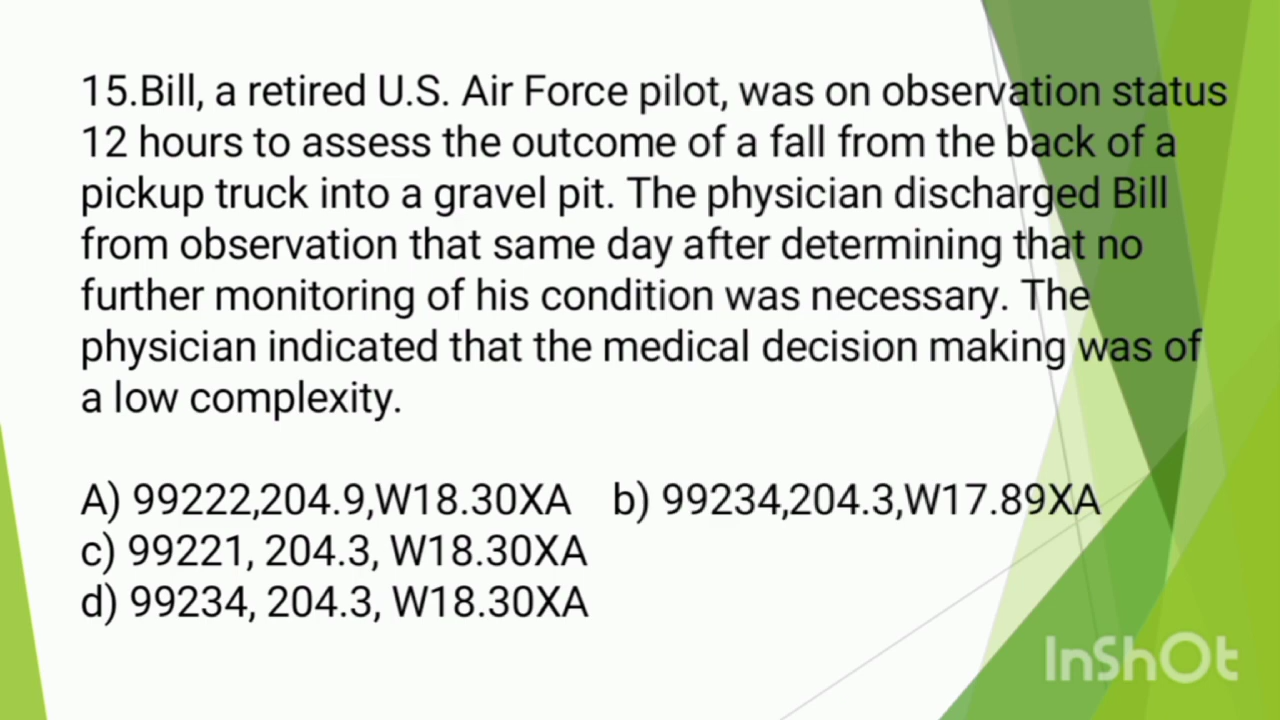 15.Bill, a retired U.S. Air Force pilot, was on observation status
12 hours to assess the outcome of a fall from the back of a
pickup truck into a gravel pit. The physician discharged Bill
from observation that same day after determining that no
further monitoring of his condition was necessary. The
physician indicated that the medical decision making was of
a low complexity.
A) 99222,204.9,W18.30XA b) 99234,204.3,W17.89XA
c) 99221, 204.3, W18.30XA
d) 99234, 204.3, W18.30XA
InShOt